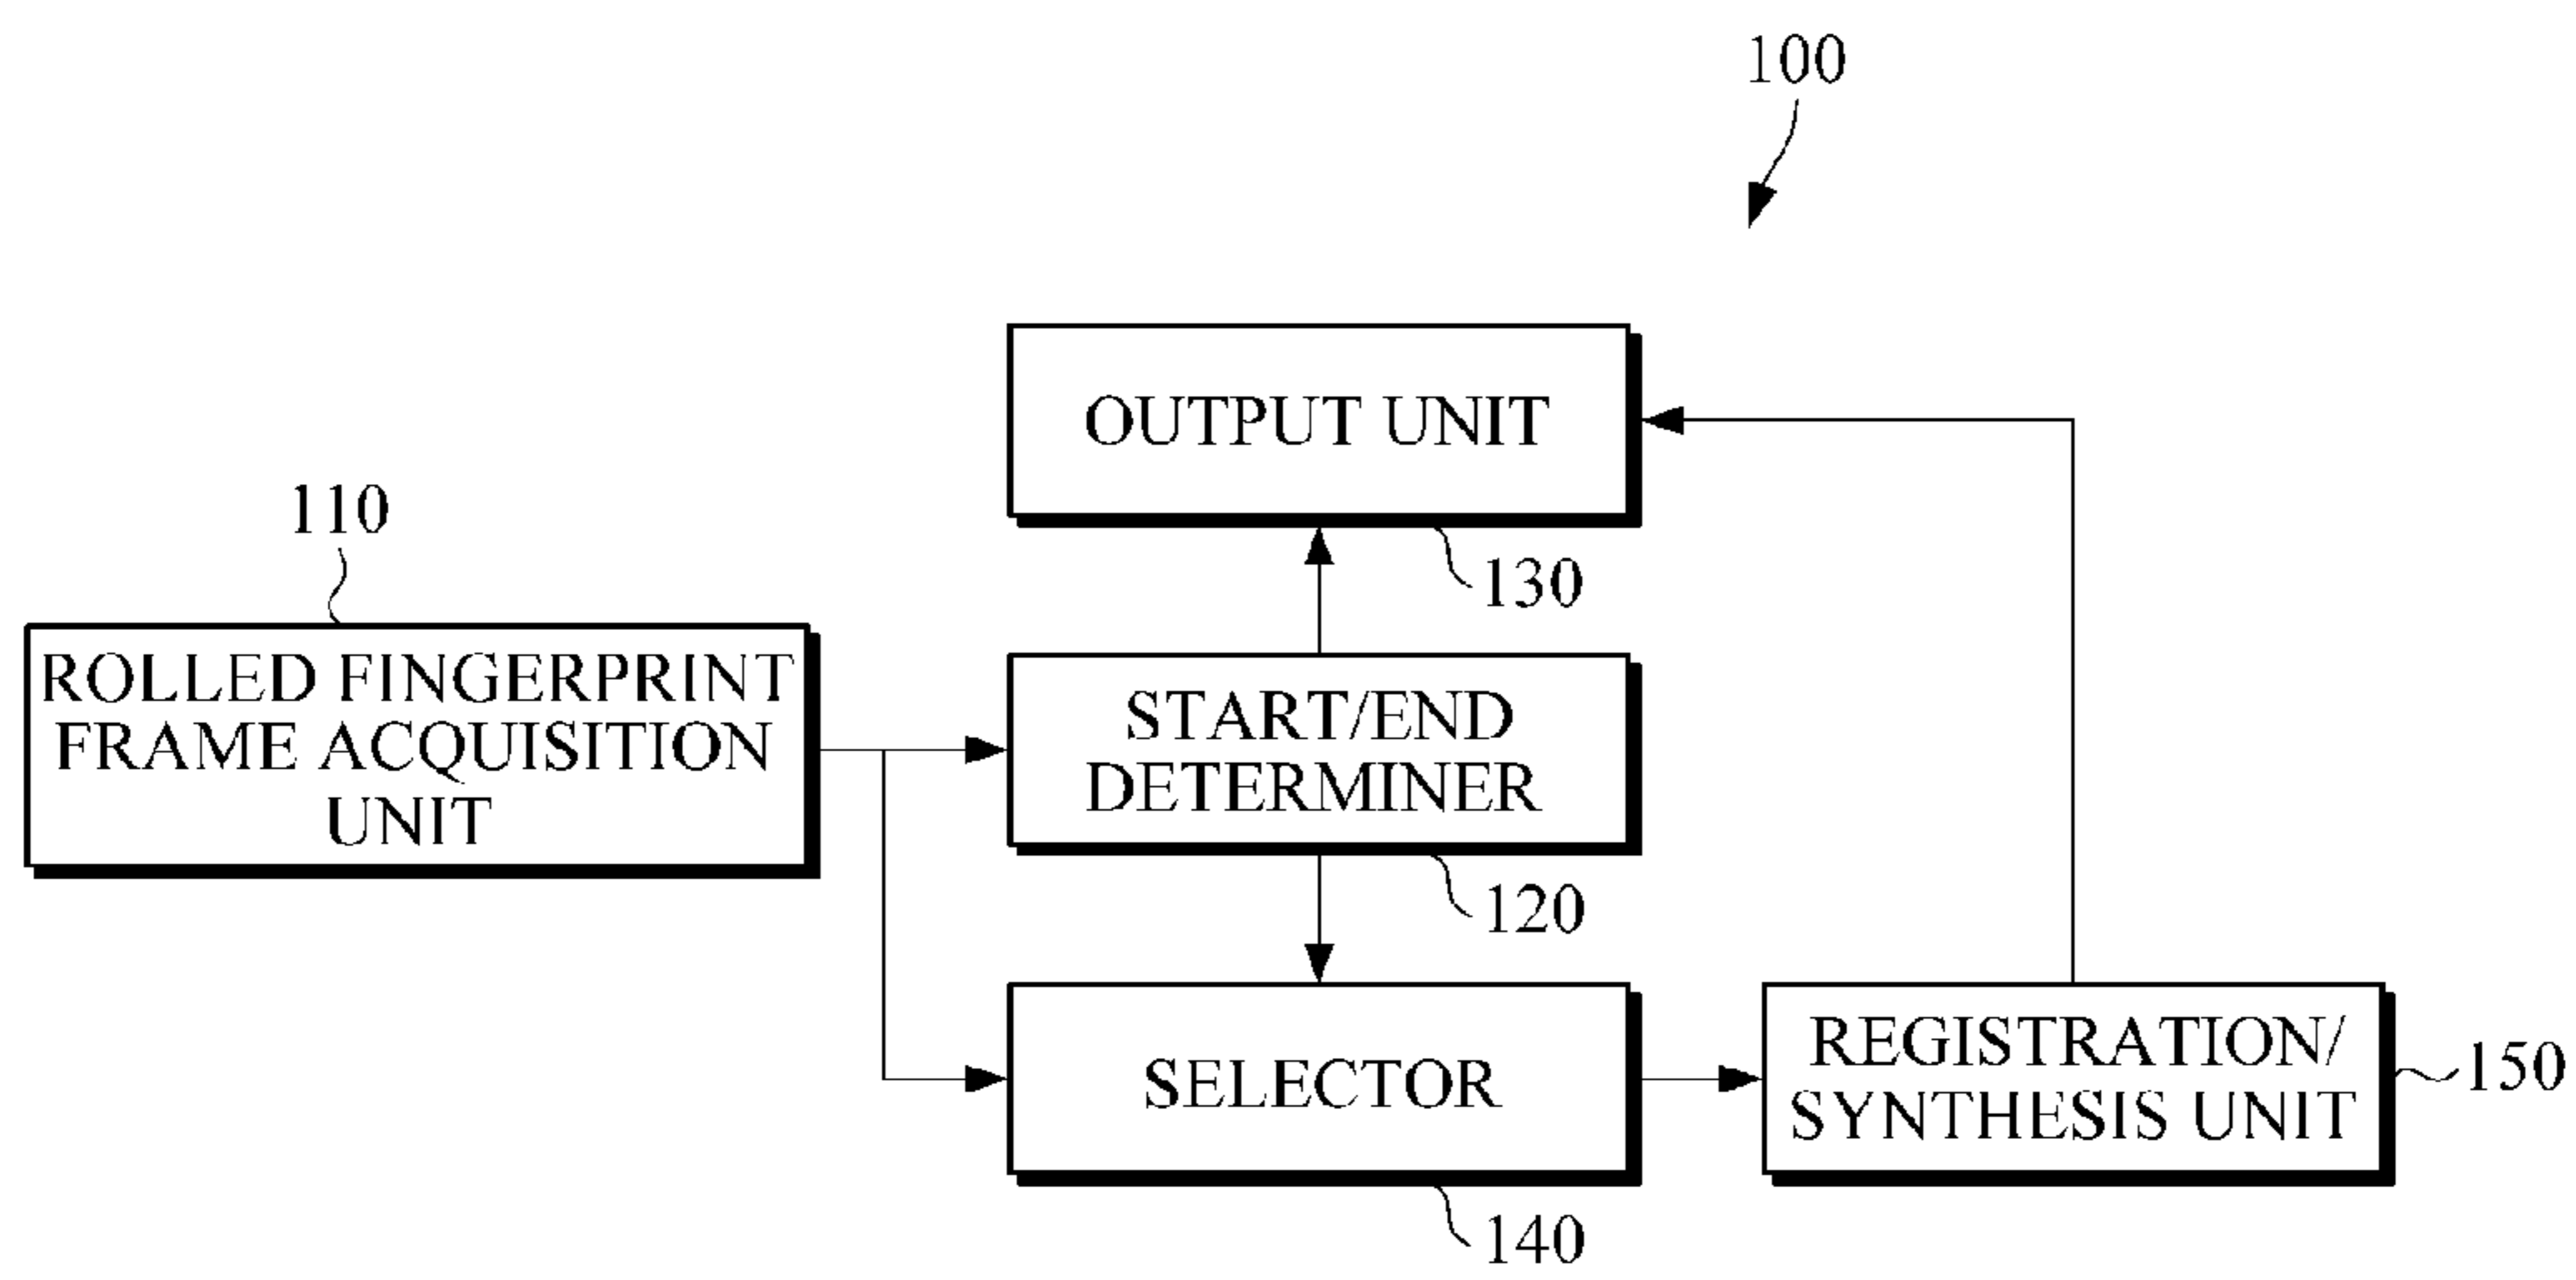 100
OUTPUT UNIT
130
110
ROLLED FINGERPRINT
FRAME ACQUISITION
UNIT
START/END
DETERMINER
120
SELECTOR
140
REGISTRATION/
SYNTHESIS UNIT
150